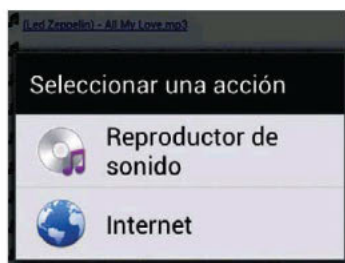 (Led Zeppelin) - All My Love.mp3
Seleccionar una acción
Reproductor de
sonido
Internet